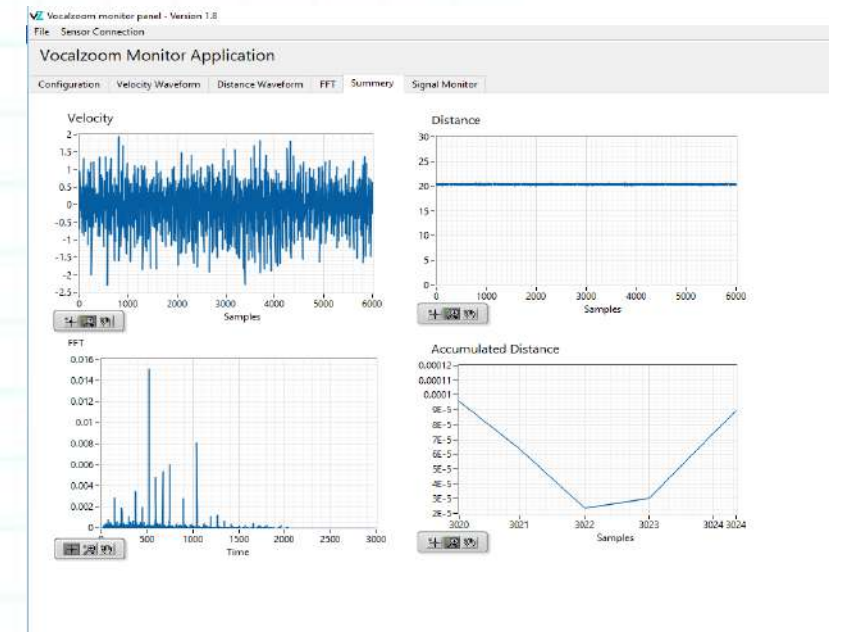 Vocalzoom monitor panel - Version 1.8
File Sensor Connection
Vocalzoom Monitor Application
Configuration Velocity Waveform Distance Waveform FFT Summery Signal Monitor
Velocity
2
1.5
1
0.5
0
-0.5
-1
-1.5
-2
-2.5
0 1000 2000 3000 4000 5000 6000
Samples
Distance
30
25
20
15
10
5
0
0 1000 2000 3000 4000 5000 6000
Samples
FFT
0.016
0.014
0.012
0.01
0.008
0.006
0.004
0.002
0
500 1000 1500 2000 2500 3000
Time
Accumulated Distance
0.00012
0.00011
0.0001
9E-5
8E-5
7E-5
6E-5
5E-5
4E-5
3E-5
2E-5
3020 3021 3022 3023 3024 3024
Samples